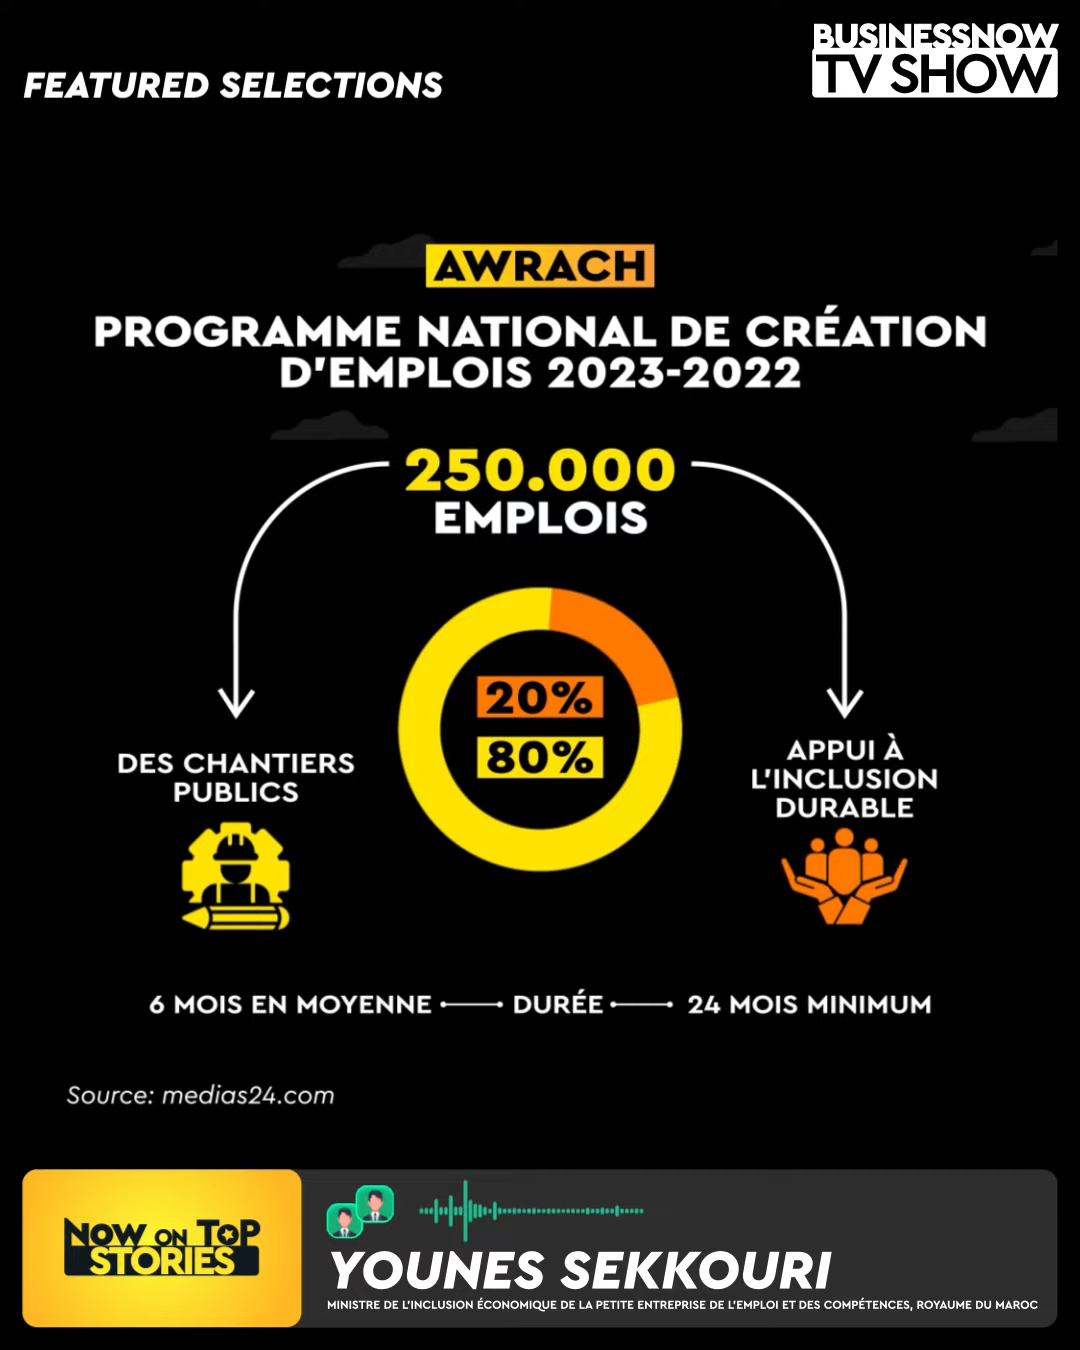 FEATURED SELECTIONS
BUSINESSNOW
TV SHOW
AWRACH
PROGRAMME NATIONAL DE CRÉATION
D'EMPLOIS 2023-2022
250.000
EMPLOIS
20%
80%
DES CHANTIERS
PUBLICS
APPUI À
L'INCLUSION
DURABLE
6 MOIS EN MOYENNE DURÉE 24 MOIS MINIMUM
Source: medias24.com
NOW ON TOP
STORIES
YOUNES SEKKOURI
MINISTRE DE L'INCLUSION ÉCONOMIQUE DE LA PETITE ENTREPRISE DE L'EMPLOI ET DES COMPÉTENCES, ROYAUME DU MAROC